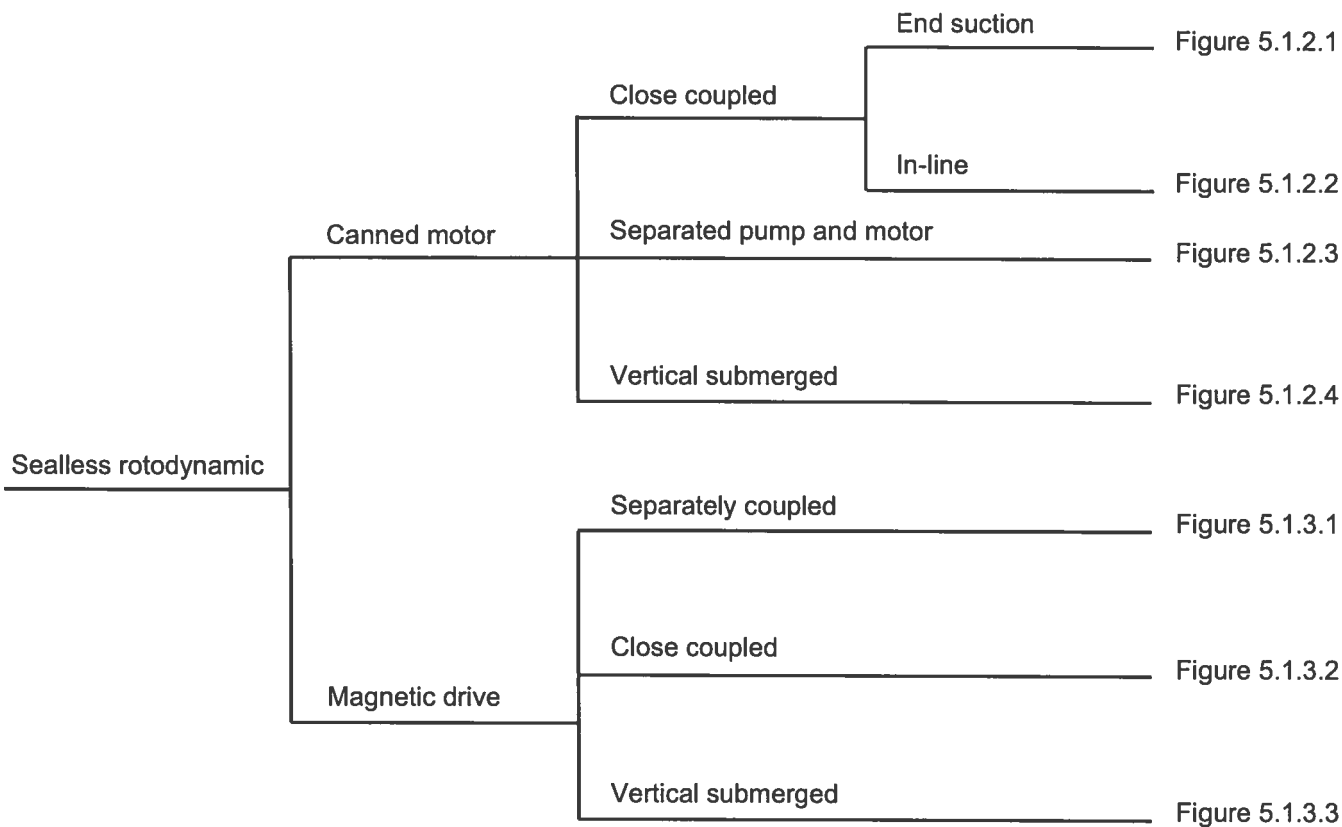 End suction
Figure 5.1.2.1
Close coupled
In-line
Figure 5.1.2.2
Canned motor
Separated pump and motor
Figure 5.1.2.3
Vertical submerged
Figure 5.1.2.4
Sealless rotodynamic
Separately coupled
Figure 5.1.3.1
Close coupled
Figure 5.1.3.2
Magnetic drive
Vertical submerged
Figure 5.1.3.3